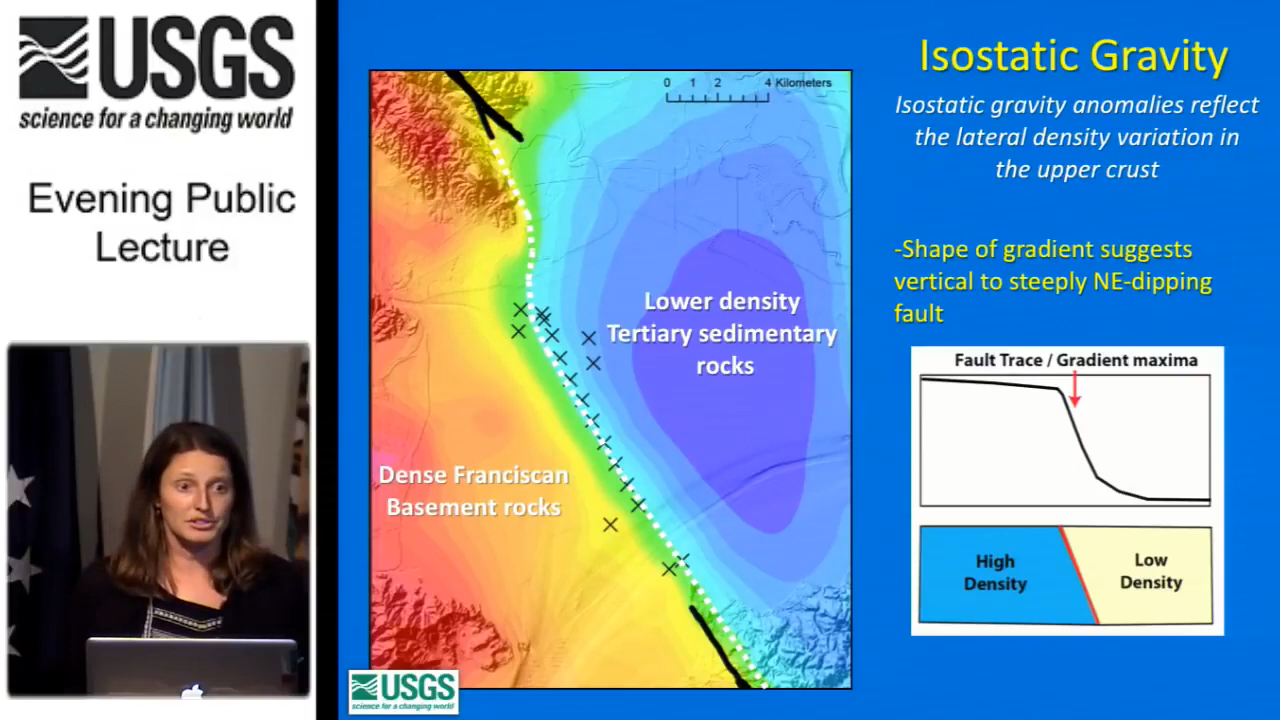 USGS
science for a changing world
Evening Public
Lecture
0 1 2 4 Kilometers
Lower density
Tertiary sedimentary
rocks
Dense Franciscan
Basement rocks
USGS
science for a changing world
Isostatic Gravity
Isostatic gravity anomalies reflect
the lateral density variation in
the upper crust
-Shape of gradient suggests
vertical to steeply NE-dipping
fault
Fault Trace / Gradient maxima
High
Density
Low
Density